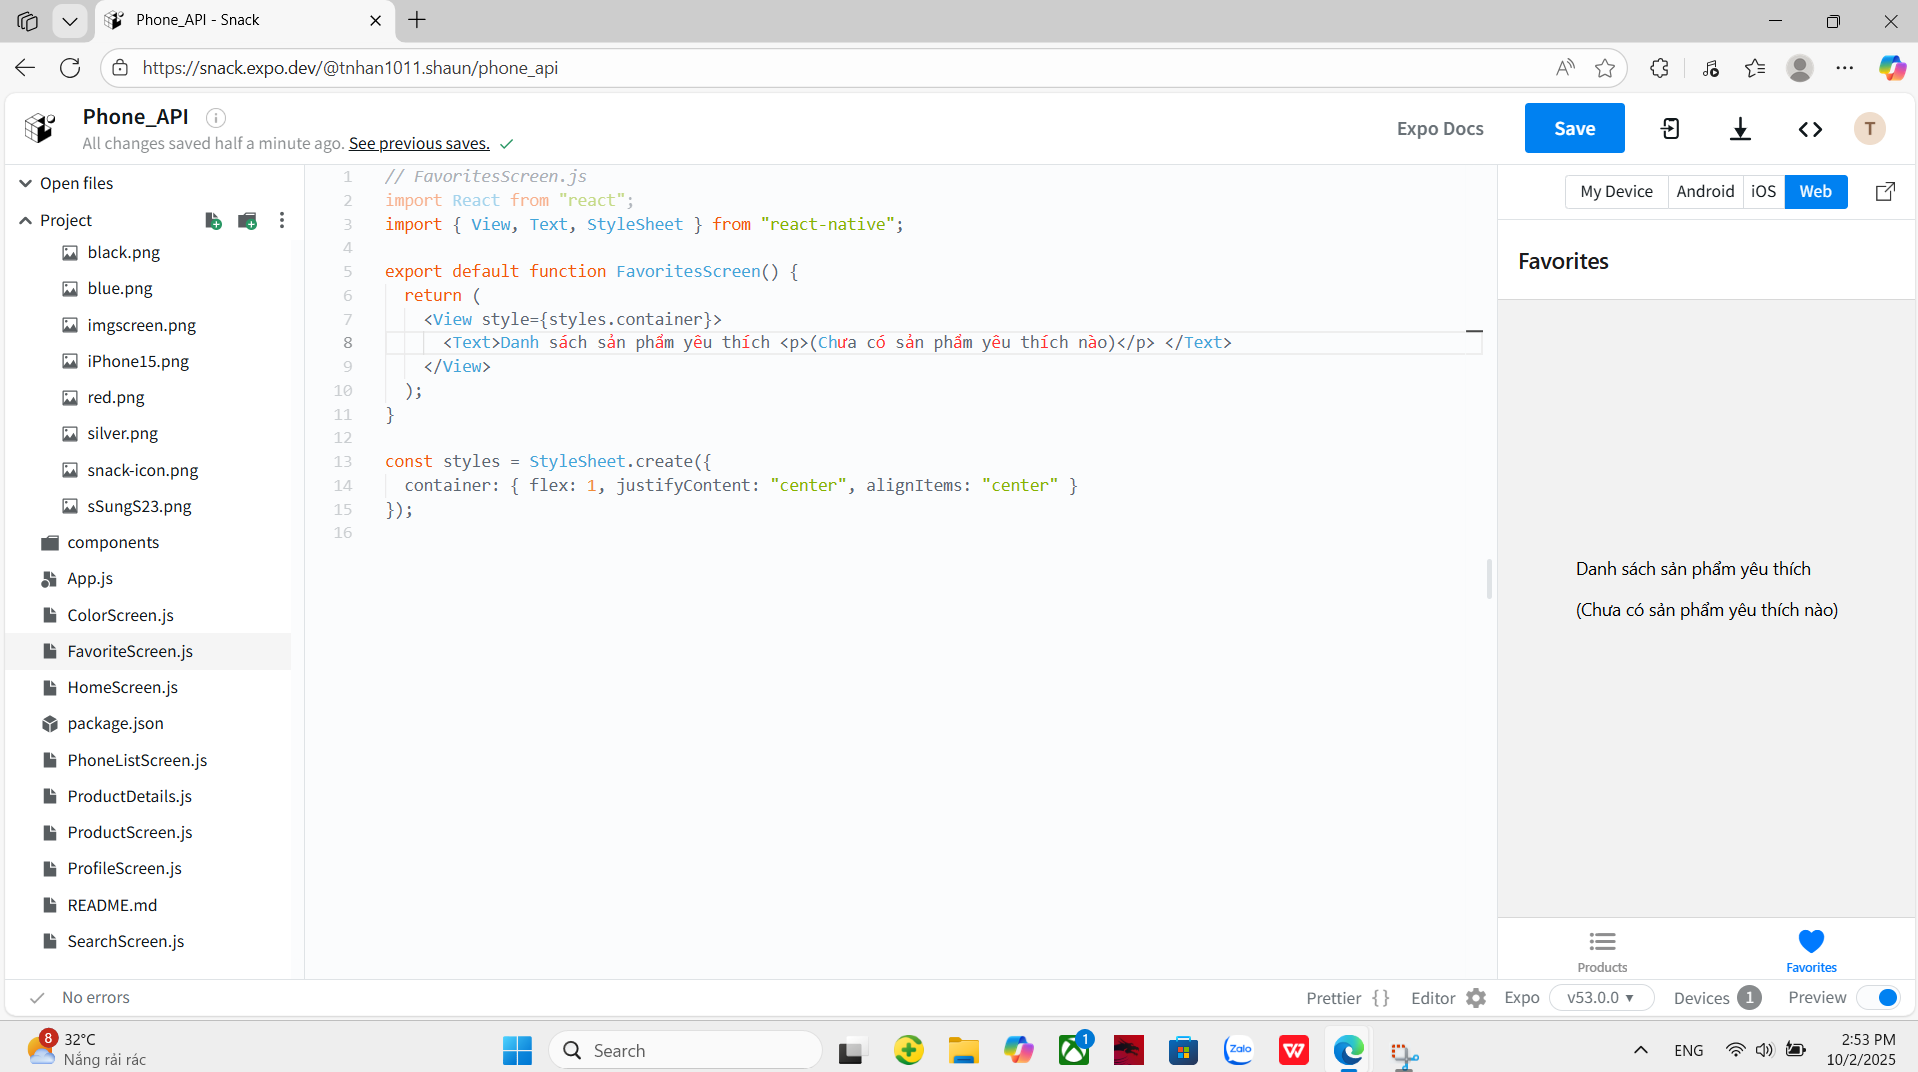 Phone_API - Snack
https://snack.expo.dev/@tnhan1011.shaun/phone_api
Phone_API
All changes saved half a minute ago. See previous saves.
Expo Docs
Save
T
Open files
Project
black.png
blue.png
imgscreen.png
iPhone15.png
red.png
silver.png
snack-icon.png
sSungS23.png
components
App.js
ColorScreen.js
FavoriteScreen.js
HomeScreen.js
package.json
PhoneListScreen.js
ProductDetails.js
ProductScreen.js
ProfileScreen.js
README.md
SearchScreen.js
1 // FavoritesScreen.js
2 import React from "react";
3 import { View, Text, StyleSheet } from "react-native";
4
5 export default function FavoritesScreen() {
6 return (
7 <View style={styles.container}>
8 <Text>Danh sách sản phẩm yêu thích <p>(Chưa có sản phẩm yêu thích nào)</p> </Text>
9 </View>
10 );
11 }
12
13 const styles = StyleSheet.create({
14 container: { flex: 1, justifyContent: "center", alignItems: "center" }
15 });
16
My Device Android iOS Web
Favorites
Danh sách sản phẩm yêu thích
(Chưa có sản phẩm yêu thích nào)
Products
Favorites
No errors
Prettier { } Editor Expo v53.0.0 Devices 1 Preview
8
32°C
Nắng rải rác
Search
1
Zalo
ENG
2:53 PM
10/2/2025